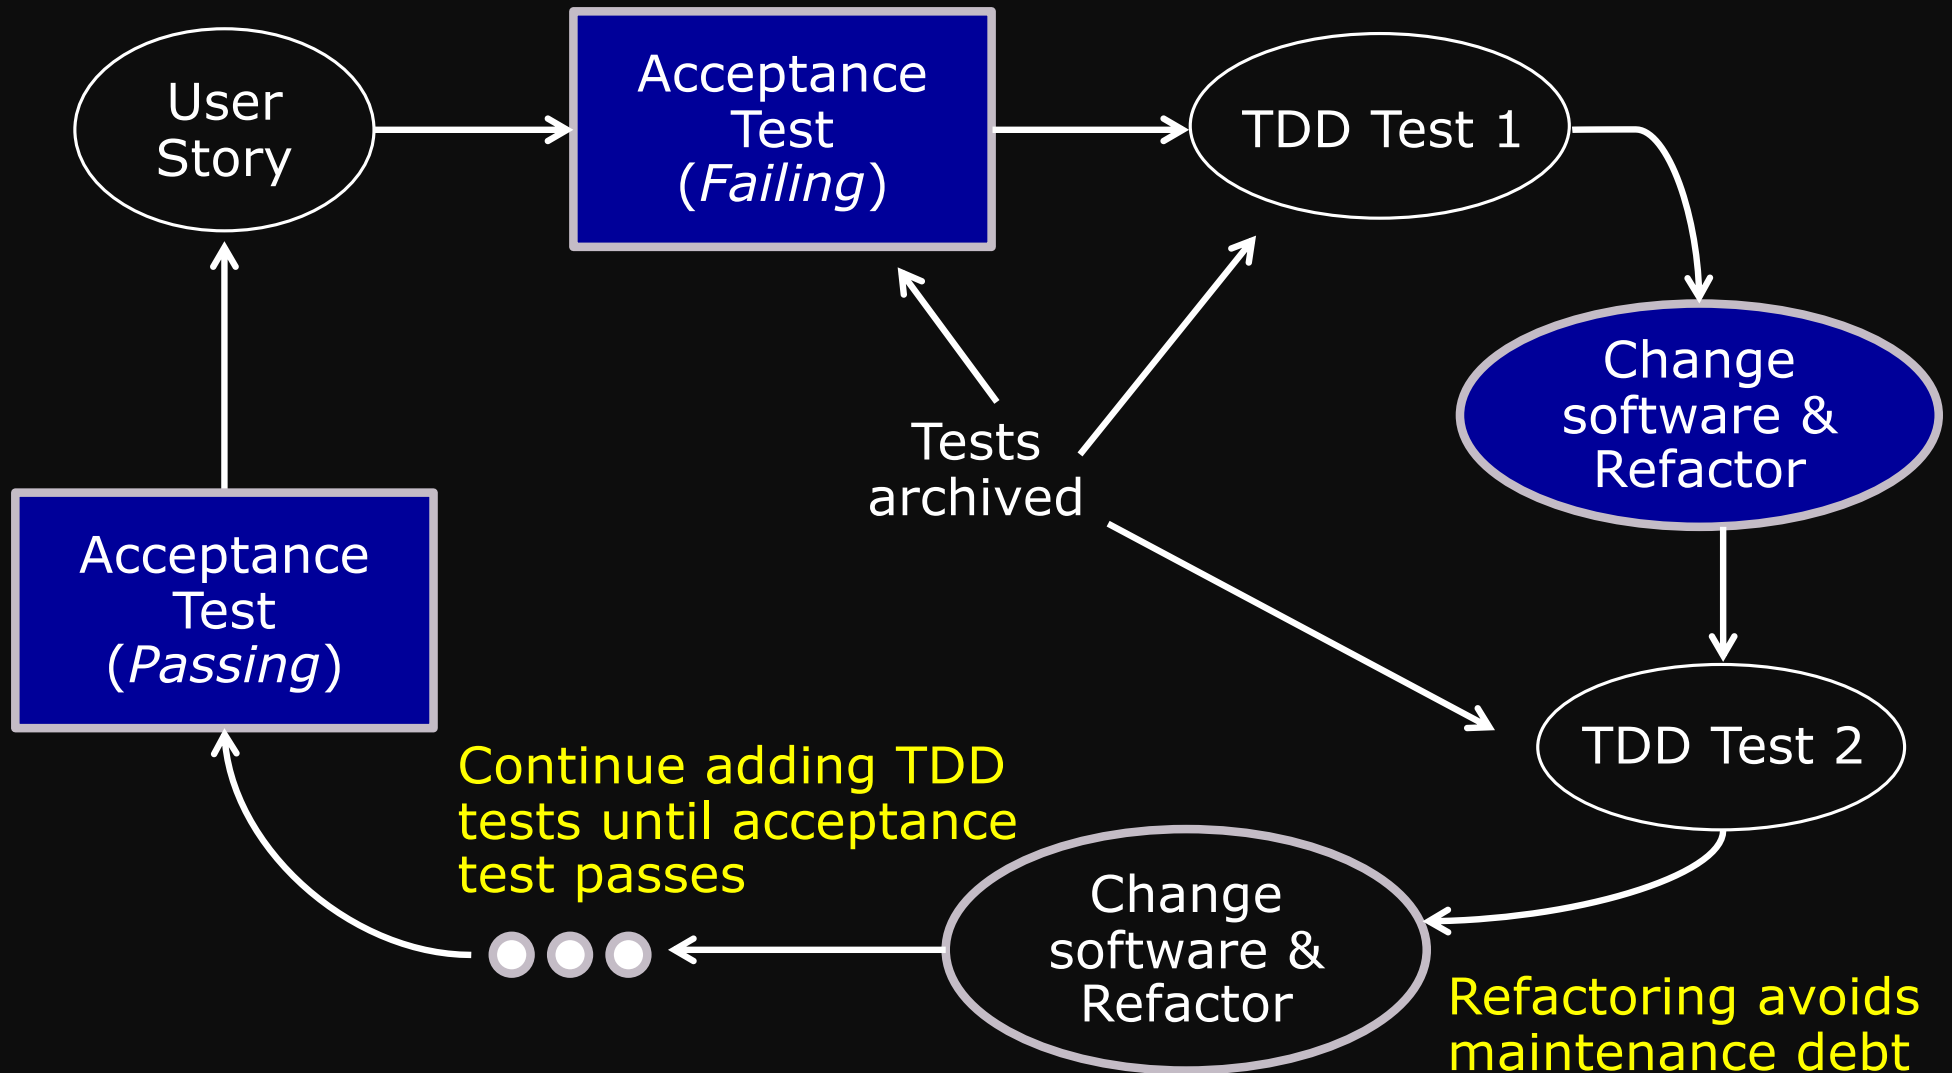 User
Story
Acceptance
Test
(Failing)
TDD Test 1
Change
software &
Refactor
Tests
archived
Acceptance
Test
(Passing)
TDD Test 2
Continue adding TDD
tests until acceptance
test passes
Change
software &
Refactor
Refactoring avoids
maintenance debt